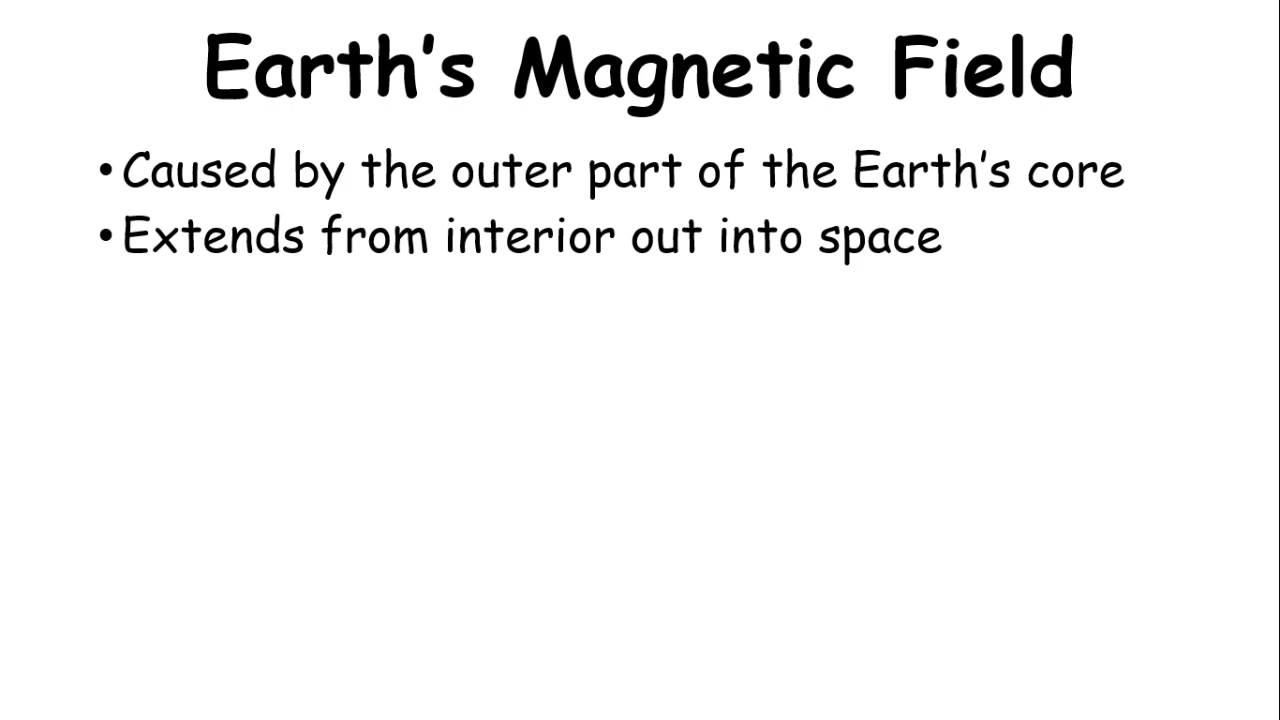 Earth’s Magnetic Field
• Caused by the outer part of the Earth’s core
• Extends from interior out into space